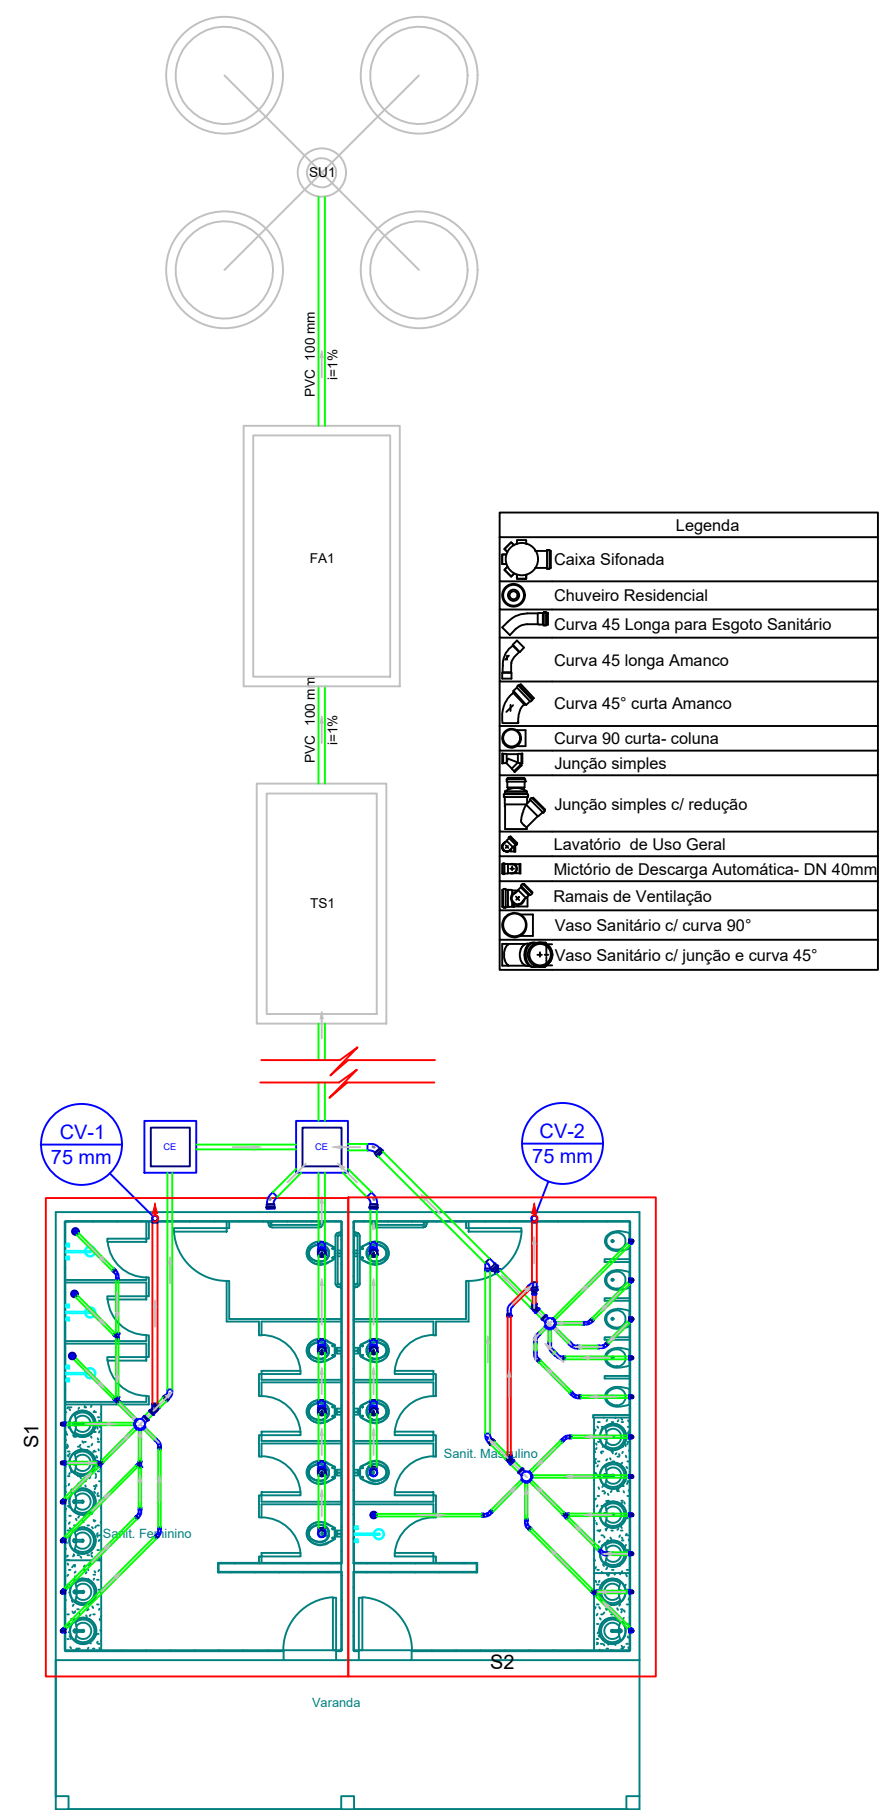 SU1
PVC  100 mm
i=1%
FA1
Legenda
Caixa Sifonada
Chuveiro Residencial
Curva 45 Longa para Esgoto Sanitário
Curva 45 longa Amanco
Curva 45° curta Amanco
Curva 90 curta- coluna
Junção simples
Junção simples c/ redução
Lavatório  de Uso Geral
Mictório de Descarga Automática- DN 40mm
Ramais de Ventilação
Vaso Sanitário c/ curva 90°
Vaso Sanitário c/ junção e curva 45°
PVC  100 mm
i=1%
TS1
CV-1
75 mm
CE
CE
CV-2
75 mm
S1
Sanit. Masculino
Sanit. Feminino
S2
Varanda